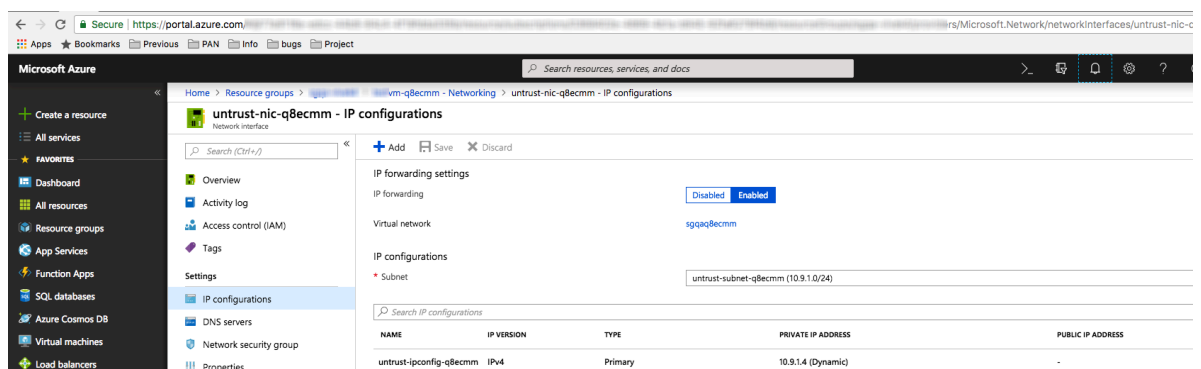 Secure | https://portal.azure.com/ rs/Microsoft.Network/networkInterfaces/untrust-nic-
Apps Bookmarks Previous PAN Info bugs Project
Microsoft Azure
Search resources, services, and docs
Home > Resource groups > vm-q8ecmm - Networking > untrust-nic-q8ecmm - IP configurations
untrust-nic-q8ecmm - IP configurations
Network interface
Create a resource
All services
FAVORITES
Dashboard
All resources
Resource groups
App Services
Function Apps
SQL databases
Azure Cosmos DB
Virtual machines
Load balancers
Search (Ctrl+/)
Overview
Activity log
Access control (IAM)
Tags
Settings
IP configurations
DNS servers
Network security group
Properties
Add Save Discard
IP forwarding settings
IP forwarding Disabled Enabled
Virtual network sgqaq8ecmm
IP configurations
* Subnet untrust-subnet-q8ecmm (10.9.1.0/24)
Search IP configurations
NAME IP VERSION TYPE PRIVATE IP ADDRESS PUBLIC IP ADDRESS
untrust-ipconfig-q8ecmm IPv4 Primary 10.9.1.4 (Dynamic) -